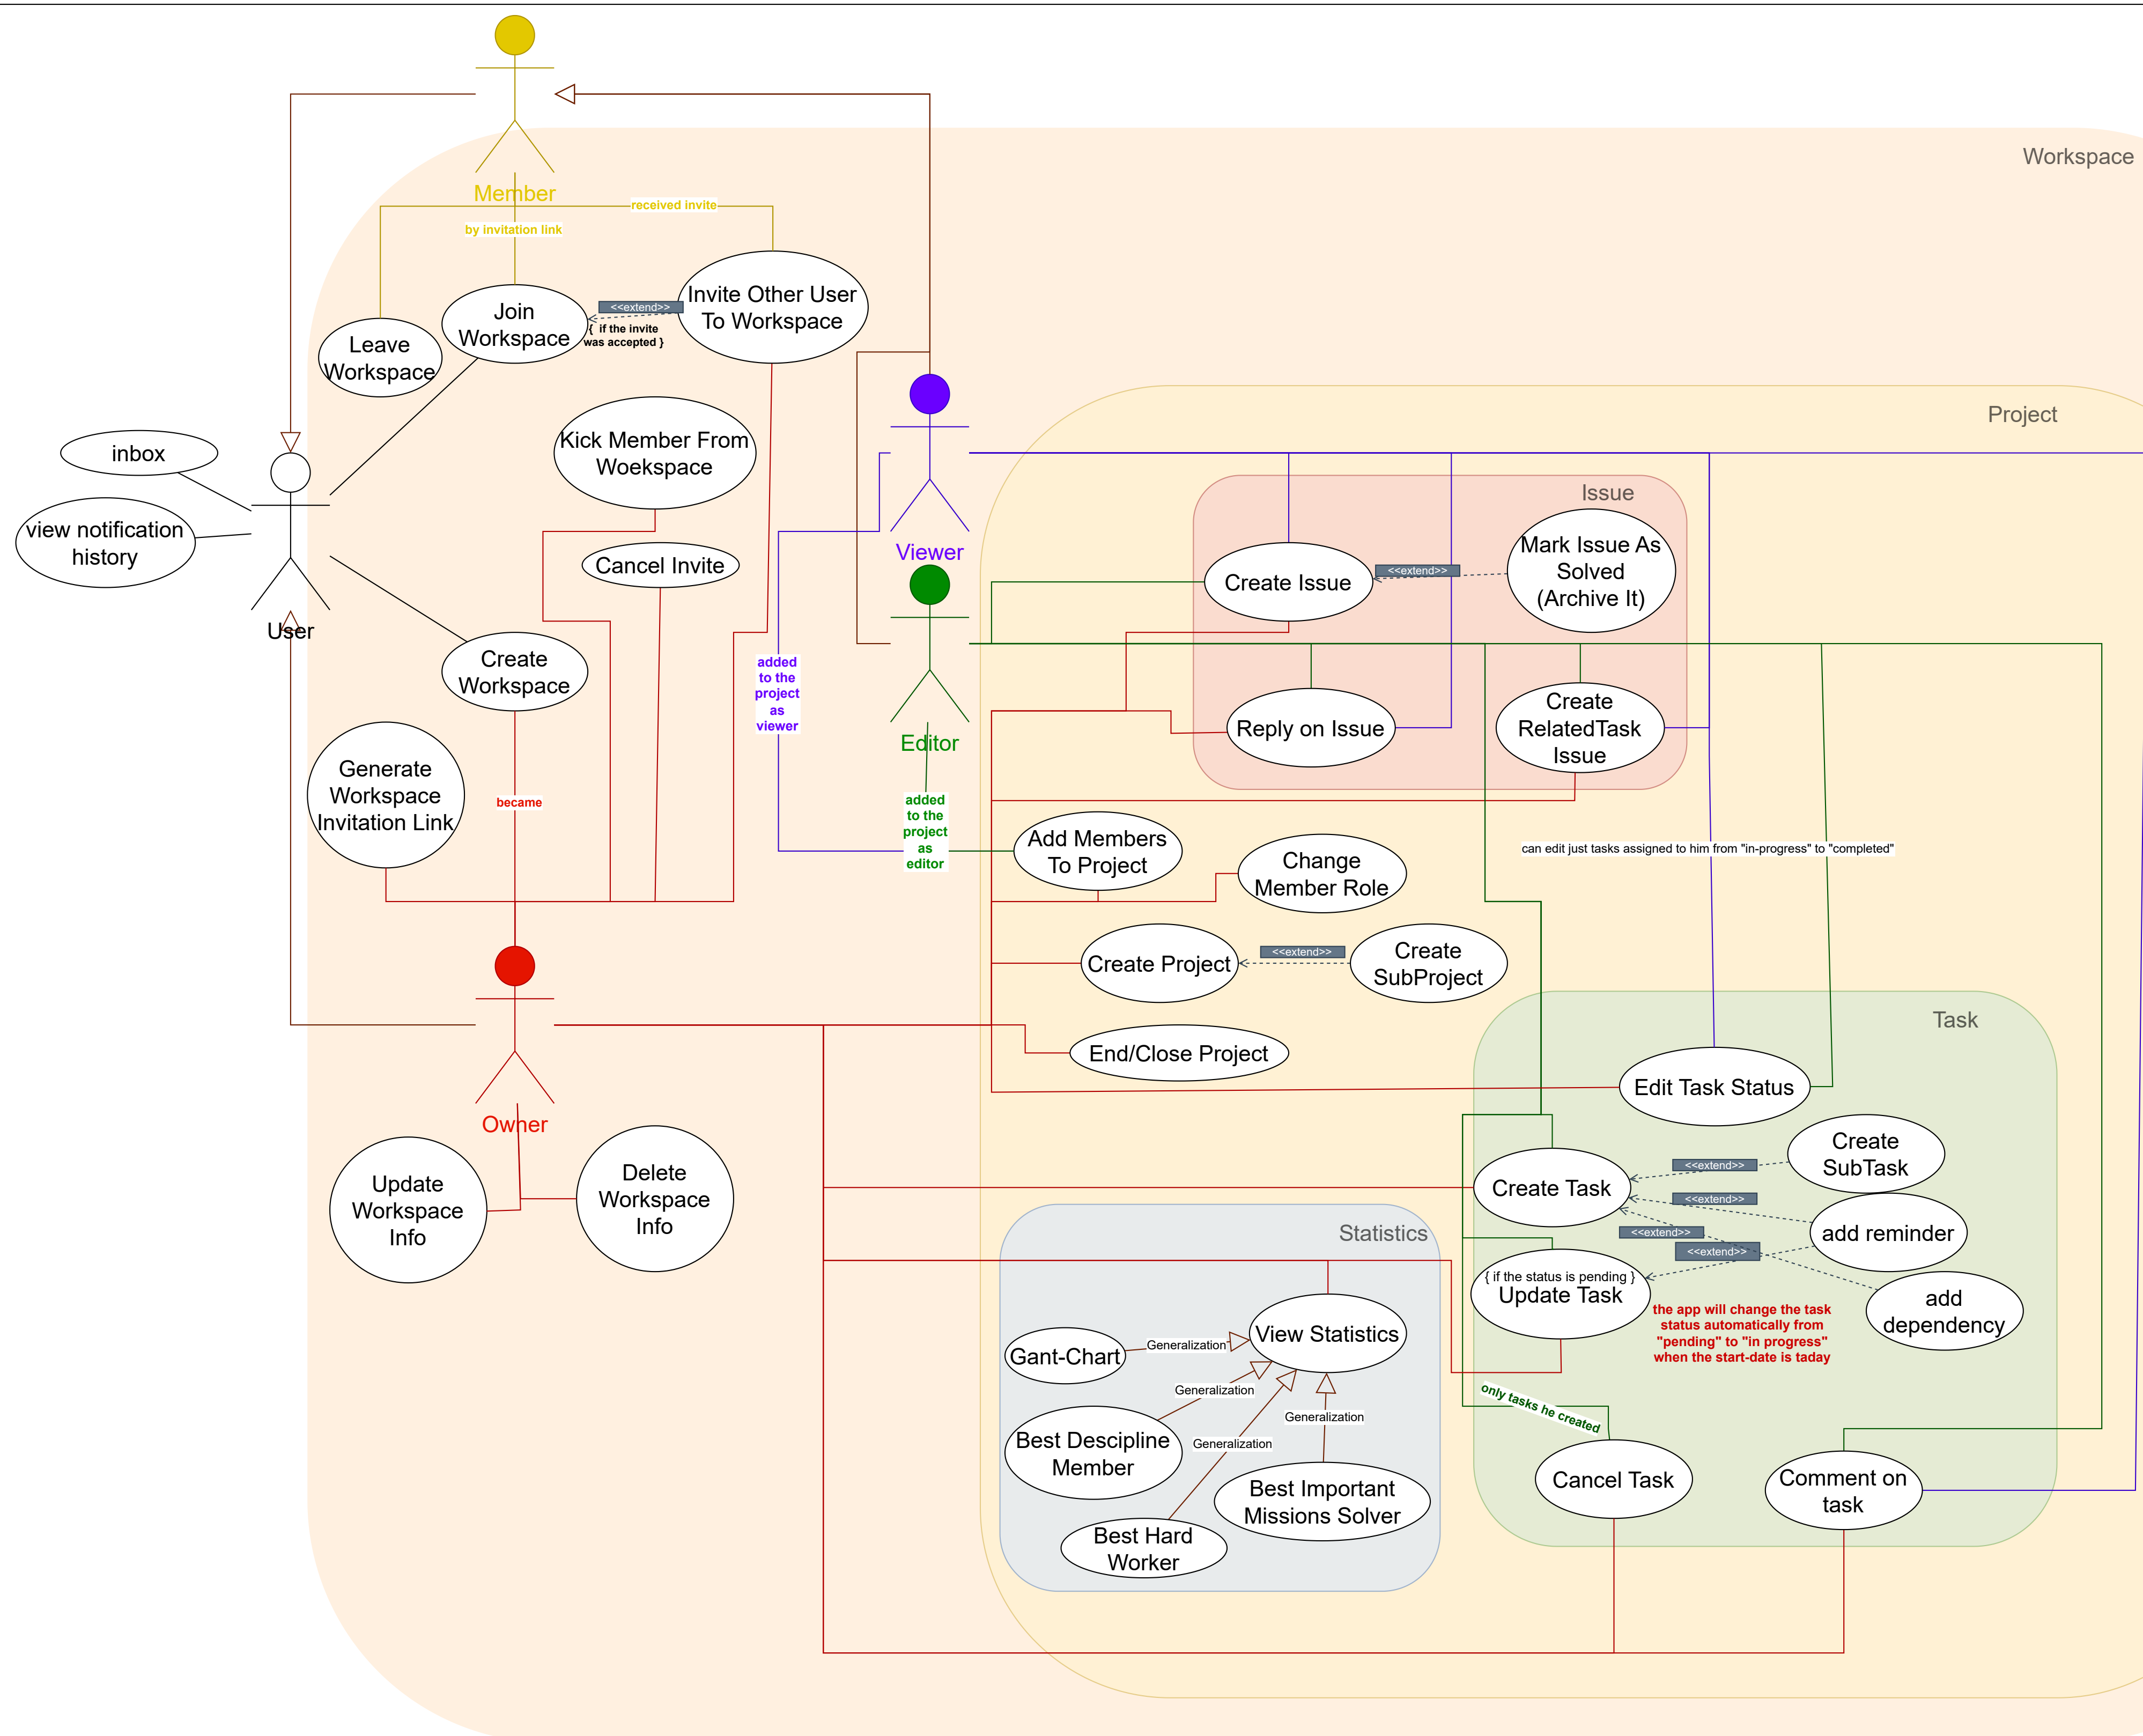 Workspace
Member
received invite
by invitation link
Join
Workspace
<<extend>>
{  if the invite
was accepted }
Invite Other User
To Workspace
Leave
Workspace
Project
Kick Member From
Woekspace
inbox
view notification
history
User
Cancel Invite
Viewer
Issue
Create Issue
<<extend>>
Mark Issue As
Solved
(Archive It)
Create
Workspace
added
to the
project
as
viewer
Editor
Reply on Issue
Create
RelatedTask
Issue
Generate
Workspace
Invitation Link
became
added
to the
project
as
editor
Add Members
To Project
Change
Member Role
can edit just tasks assigned to him from "in-progress" to "completed"
Create Project
<<extend>>
Create
SubProject
End/Close Project
Owner
Update
Workspace
Info
Delete
Workspace
Info
Task
Edit Task Status
Create Task
<<extend>>
Create
SubTask
<<extend>>
add reminder
<<extend>>
<<extend>>
add
dependency
{ if the status is pending }
Update Task
the app will change the task
status automatically from
"pending" to "in progress"
when the start-date is taday
only tasks he created
Cancel Task
Comment on
task
Statistics
View Statistics
Gant-Chart
Generalization
Generalization
Generalization
Generalization
Best Descipline
Member
Best Important
Missions Solver
Best Hard
Worker